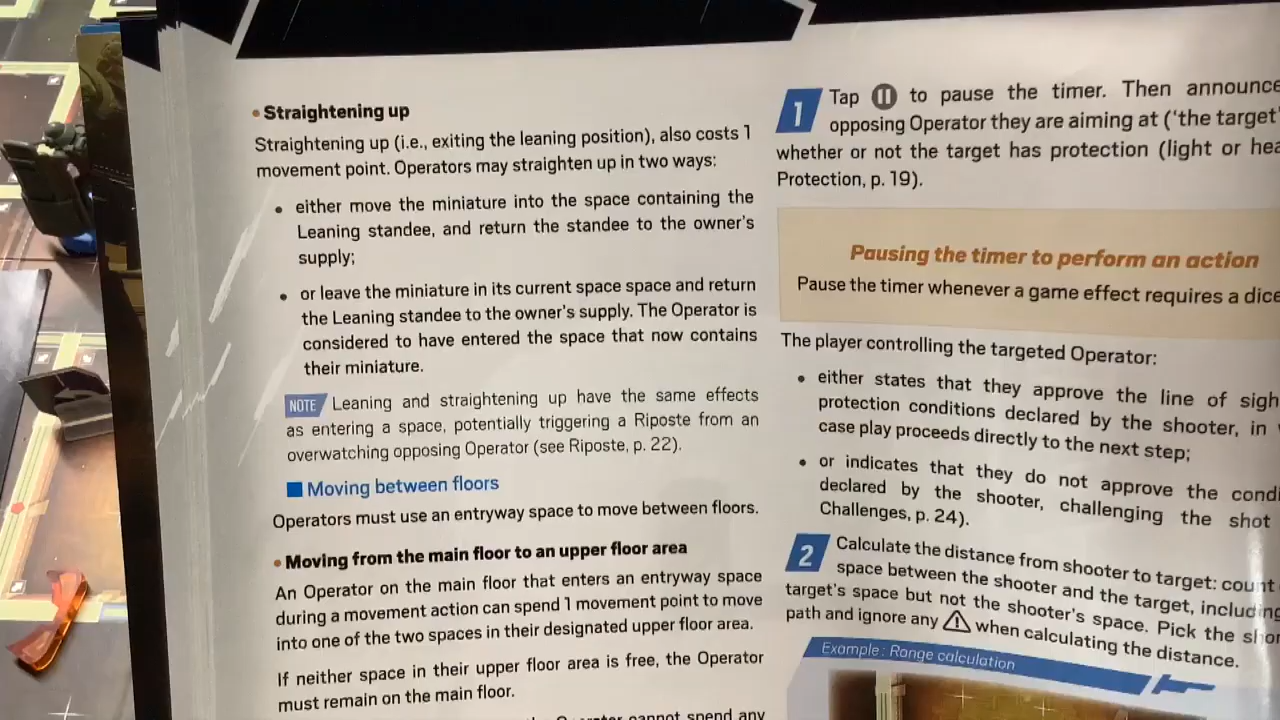 • Straightening up
Straightening up (i.e., exiting the leaning position), also costs 1
movement point. Operators may straighten up in two ways:
• either move the miniature into the space containing the
Leaning standee, and return the standee to the owner's
supply;
• or leave the miniature in its current space space and return
the Leaning standee to the owner's supply. The Operator is
considered to have entered the space that now contains
their miniature.
NOTE Leaning and straightening up have the same effects
as entering a space, potentially triggering a Riposte from an
overwatching opposing Operator (see Riposte, p. 22).
Moving between floors
Operators must use an entryway space to move between floors.
• Moving from the main floor to an upper floor area
An Operator on the main floor that enters an entryway space
during a movement action can spend 1 movement point to move
into one of the two spaces in their designated upper floor area.
If neither space in their upper floor area is free, the Operator
must remain on the main floor.
Operator cannot spend any
1 Tap to pause the timer. Then announce
opposing Operator they are aiming at ('the target'
whether or not the target has protection (light or
Protection, p. 19).
Pausing the timer to perform an action
Pause the timer whenever a game effect requires a dice
The player controlling the targeted Operator:
• either states that they approve the line of
protection conditions declared by the shooter, in
case play proceeds directly to the next step;
• or indicates that they do not approve the
declared by the shooter, challenging the shot
Challenges, p. 24).
2 Calculate the distance from shooter to target: count
space between the shooter and the target, including
target's space but not the shooter's space. Pick the
path and ignore any when calculating the distance.
Example: Range calculation